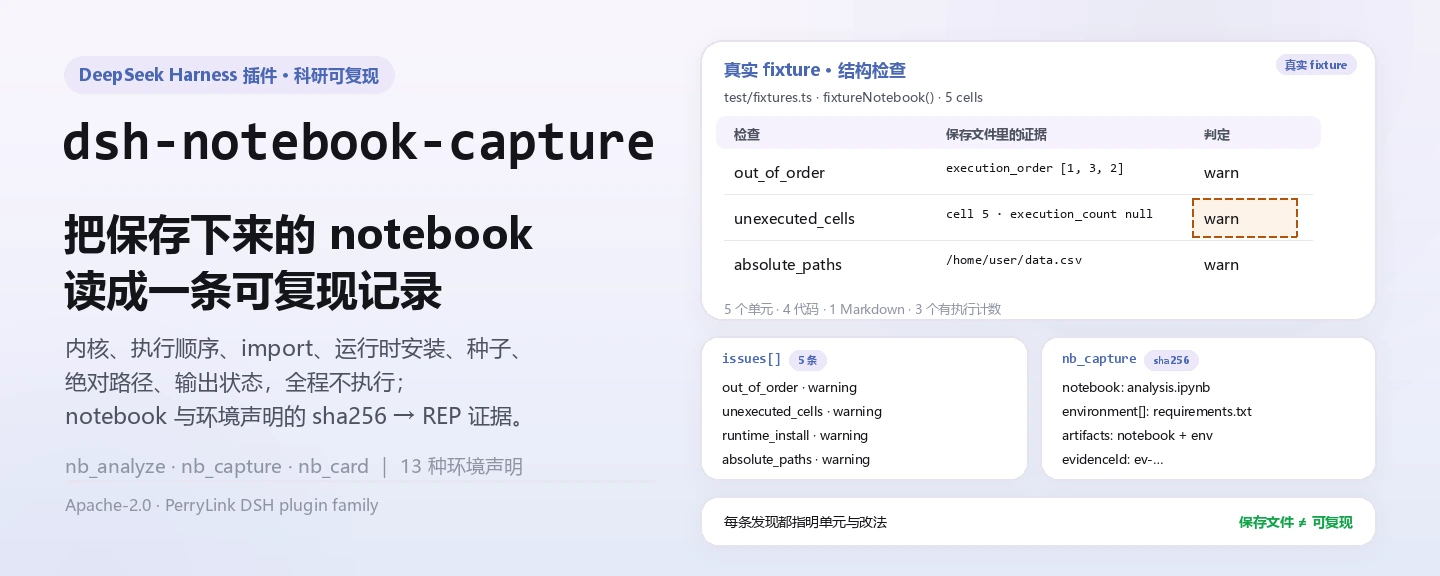 DeepSeek Harness 插件 • 科研可复现
dsh-notebook-capture
把保存下来的 notebook
读成一条可复现记录
内核、执行顺序、import、运行时安装、种子、
绝对路径、输出状态，全程不执行；
notebook 与环境声明的 sha256 → REP 证据。
nb_analyze · nb_capture · nb_card | 13 种环境声明
Apache-2.0 · PerryLink DSH plugin family
真实 fixture • 结构检查
真实 fixture
test/fixtures.ts · fixtureNotebook() · 5 cells
检查 保存文件里的证据 判定
out_of_order execution_order [1, 3, 2] warn
unexecuted_cells cell 5 · execution_count null warn
absolute_paths /home/user/data.csv warn
5 个单元 · 4 代码 · 1 Markdown · 3 个有执行计数
issues[] 5 条
out_of_order · warning
unexecuted_cells · warning
runtime_install · warning
absolute_paths · warning
nb_capture sha256
notebook: analysis.ipynb
environment[]: requirements.txt
artifacts: notebook + env
evidenceId: ev-…
每条发现都指明单元与改法
保存文件 ≠ 可复现